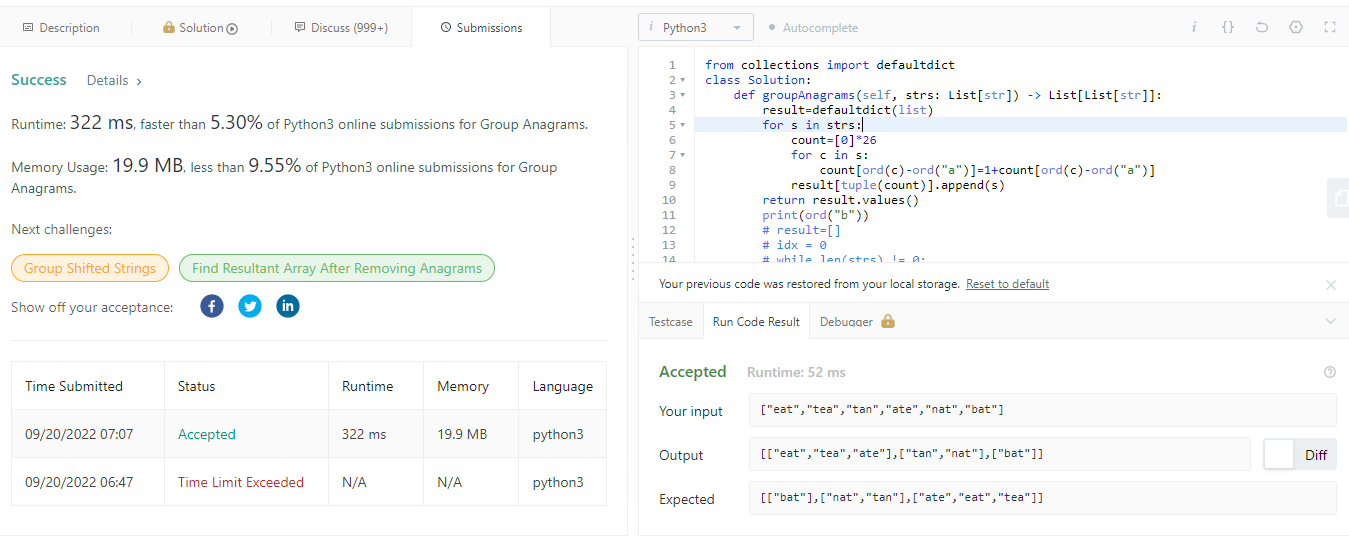 Description
Solution
Discuss (999+)
Submissions
Success Details >
Runtime: 322 ms, faster than 5.30% of Python3 online submissions for Group Anagrams.
Memory Usage: 19.9 MB, less than 9.55% of Python3 online submissions for Group
Anagrams.
Next challenges:
Group Shifted Strings
Find Resultant Array After Removing Anagrams
Show off your acceptance:
Time Submitted Status Runtime Memory Language
09/20/2022 07:07 Accepted 322 ms 19.9 MB python3
09/20/2022 06:47 Time Limit Exceeded N/A N/A python3
i Python3
Autocomplete
i {}
1 from collections import defaultdict
2 class Solution:
3 def groupAnagrams(self, strs: List[str]) -> List[List[str]]:
4 result=defaultdict(list)
5 for s in strs:
6 count=[0]*26
7 for c in s:
8 count[ord(c)-ord("a")]=1+count[ord(c)-ord("a")]
9 result[tuple(count)].append(s)
10 return result.values()
11 print(ord("b"))
12 # result=[]
13 # idx = 0
14 # while len(strs) != 0:
Your previous code was restored from your local storage. Reset to default
Testcase
Run Code Result
Debugger
Accepted Runtime: 52 ms
Your input ["eat","tea","tan","ate","nat","bat"]
Output [["eat","tea","ate"],["tan","nat"],["bat"]]
Diff
Expected [["bat"],["nat","tan"],["ate","eat","tea"]]